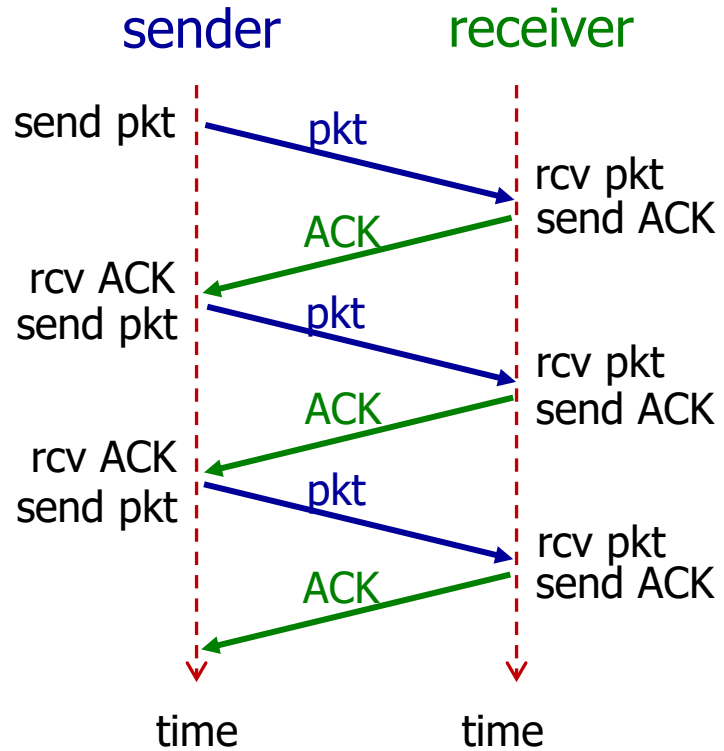 sender receiver
send pkt
pkt
rcv pkt
send ACK
ACK
rcv ACK
send pkt
pkt
rcv pkt
send ACK
ACK
rcv ACK
send pkt
pkt
rcv pkt
send ACK
ACK
time time